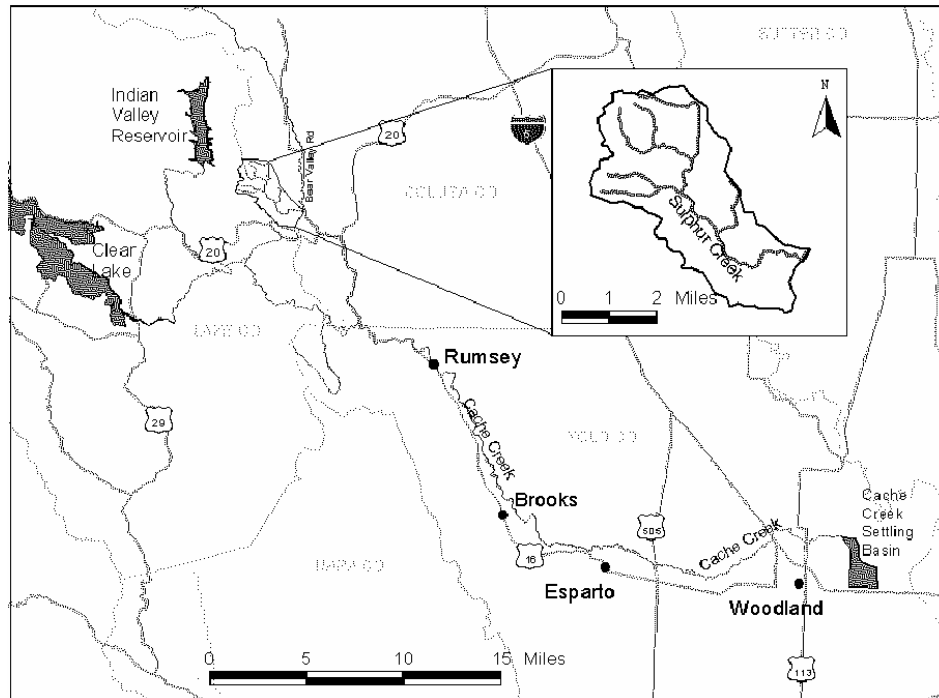 SUTTER CO
Indian
Valley
Reservoir
20
Bear Valley Rd
COLUSA CO
N
Sulphur Creek
0 1 2 Miles
Clear
Lake
20
LAKE CO
Rumsey
29
Cache Creek
YOLO CO
Brooks
Cache
Creek
Settling
Basin
505
Cache Creek
16
NAPA CO
Esparto
Woodland
0 5 10 15 Miles
113